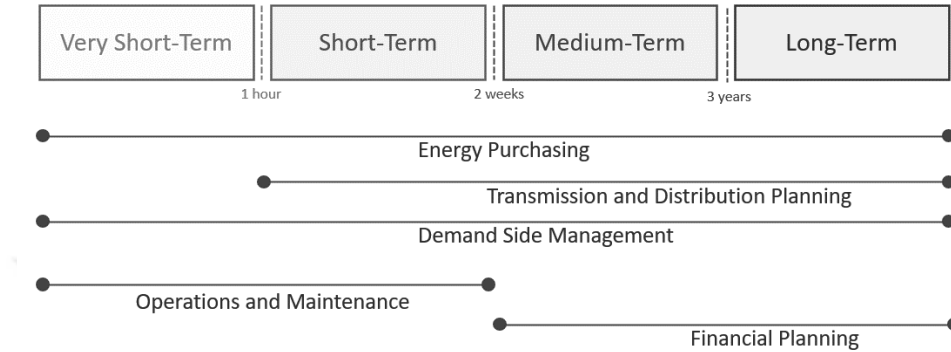 Very Short-Term
Short-Term
Medium-Term
Long-Term
1 hour
2 weeks
3 years
Energy Purchasing
Transmission and Distribution Planning
Demand Side Management
Operations and Maintenance
Financial Planning